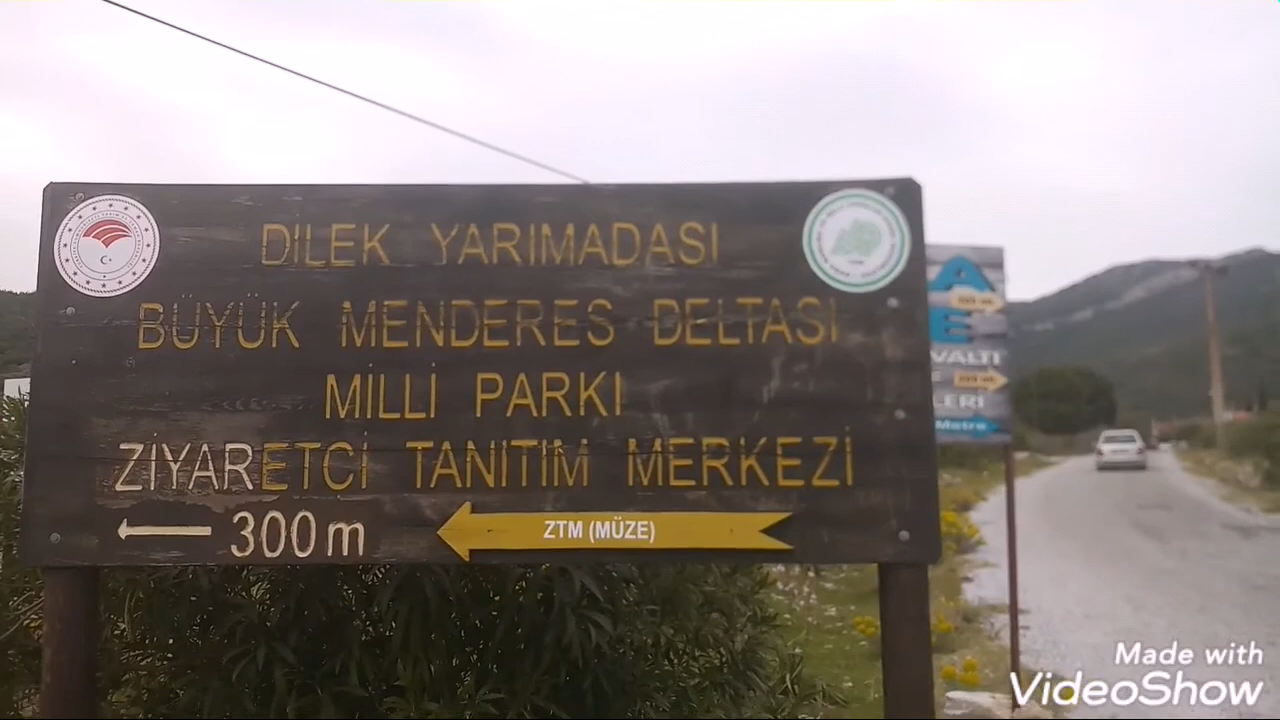 DİLEK YARIMADASI
BÜYÜK MENDERES DELTASI
MİLLİ PARKI
ZİYARETÇİ TANITIM MERKEZİ
300 m
ZTM (MÜZE)
VALTI
LERİ
Metre
Made with
VideoShow